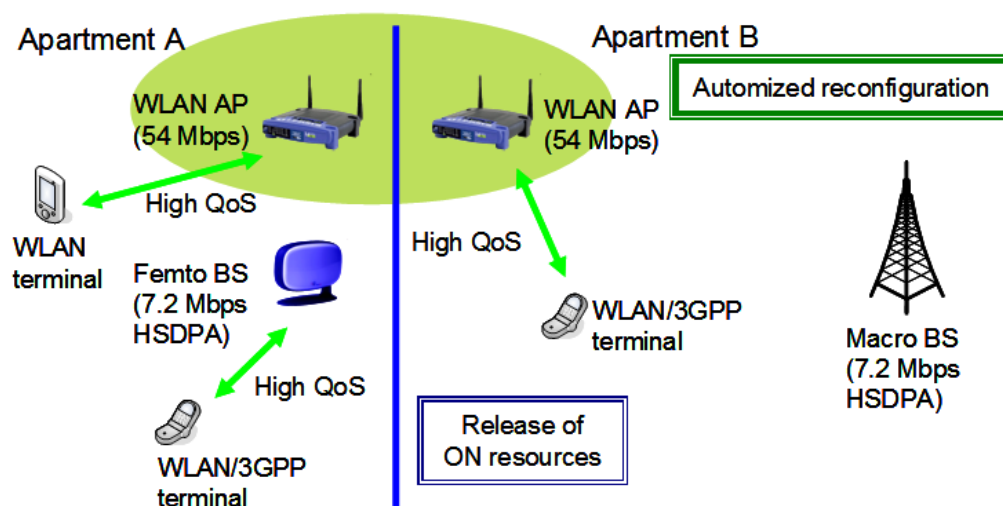 Apartment A
Apartment B
Automized reconfiguration
WLAN AP
(54 Mbps)
WLAN AP
(54 Mbps)
High QoS
WLAN
terminal
High QoS
Femto BS
(7.2 Mbps
HSDPA)
WLAN/3GPP
terminal
Macro BS
(7.2 Mbps
HSDPA)
High QoS
Release of
ON resources
WLAN/3GPP
terminal